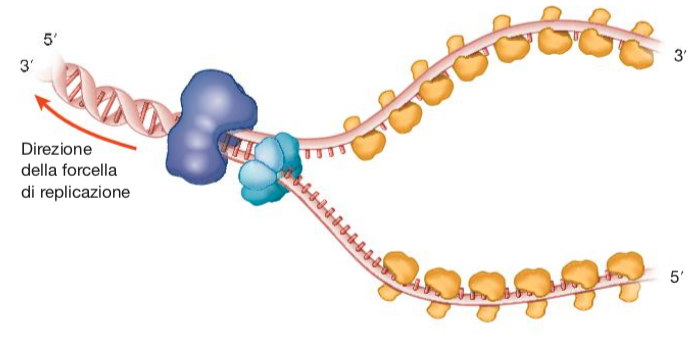 5′
3′
3′
Direzione
della forcella
di replicazione
5′